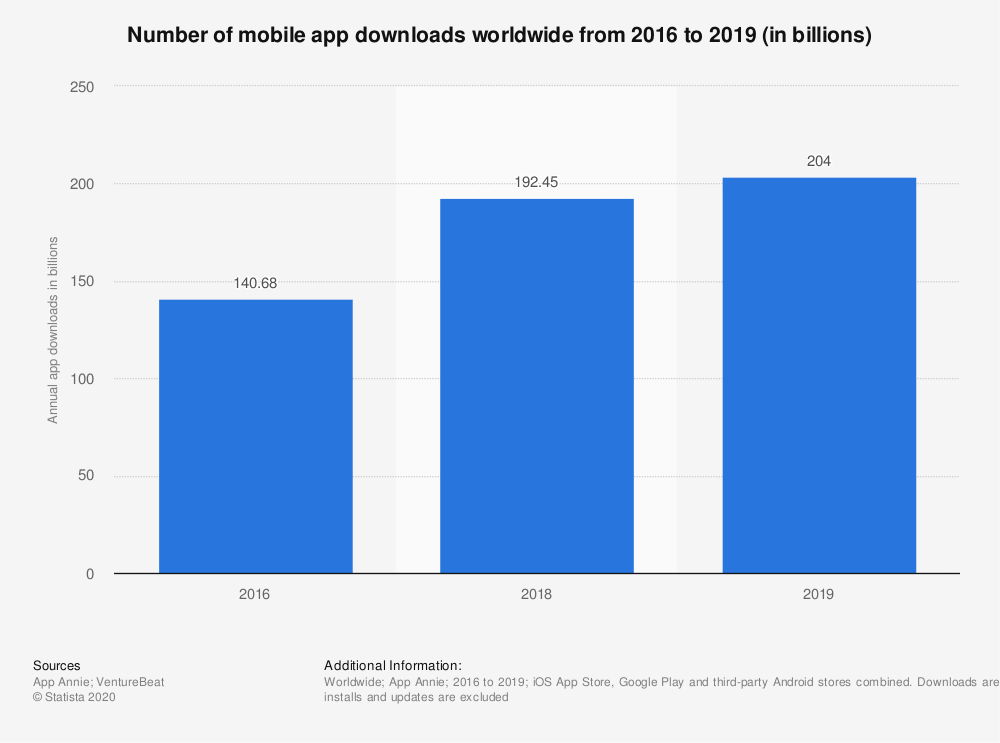 Number of mobile app downloads worldwide from 2016 to 2019 (in billions)
Annual app downloads in billions
250
200
150
100
50
0
140.68
192.45
204
2016
2018
2019
Sources
App Annie; VentureBeat
© Statista 2020
Additional Information:
Worldwide; App Annie; 2016 to 2019; iOS App Store, Google Play and third-party Android stores combined. Downloads are
installs and updates are excluded